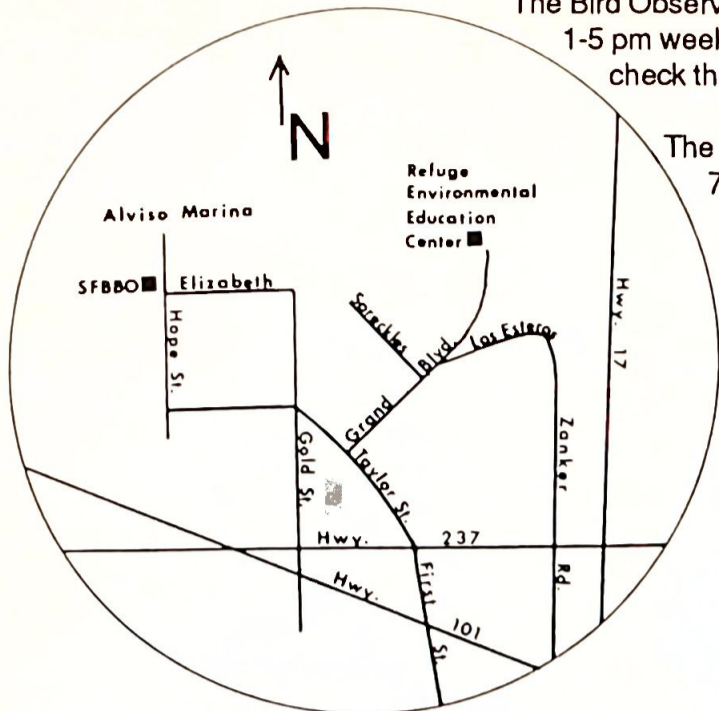 The Bird Observ
1-5 pm week
check th
The
7
N
Refuge
Environmental
Education
Center
Alviso Marina
SFBBO
Elizabeth
Hope St.
Spreckles
Blvd.
Los Esteros
Hwy. 17
Grand
Taylor St.
Gold St.
Zanker Rd.
Hwy. 237
Hwy. 101
First St.